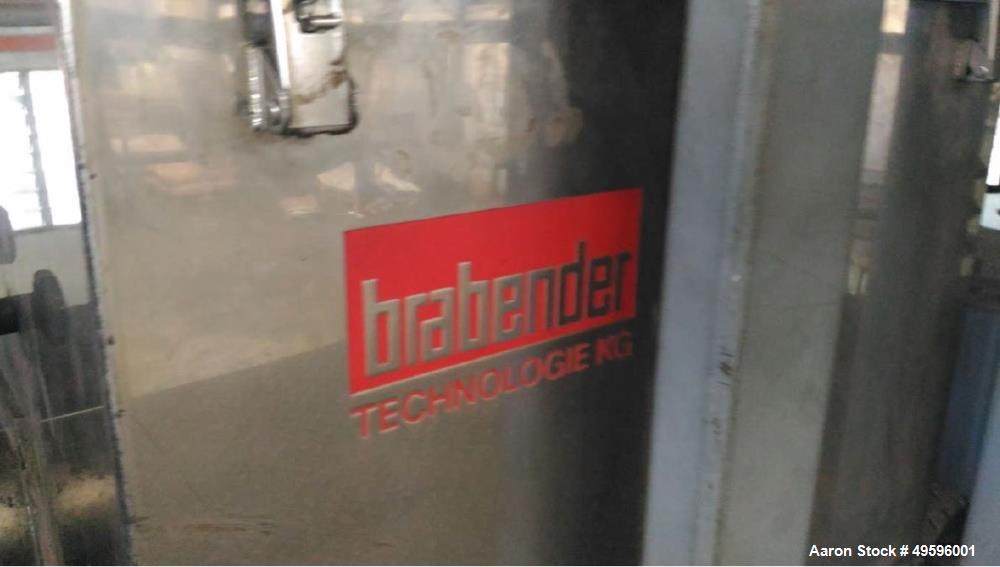 brabender
TECHNOLOGIE KG
Aaron Stock # 49596001